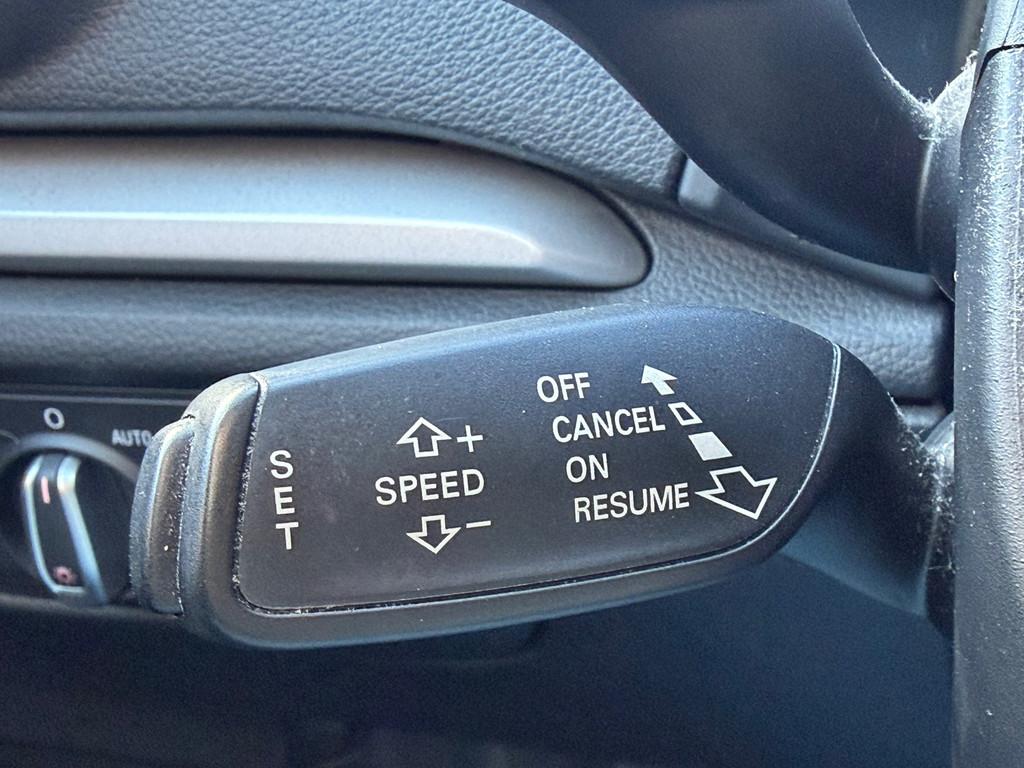 O
AUTO
SET
+
SPEED
−
OFF
CANCEL
ON
RESUME